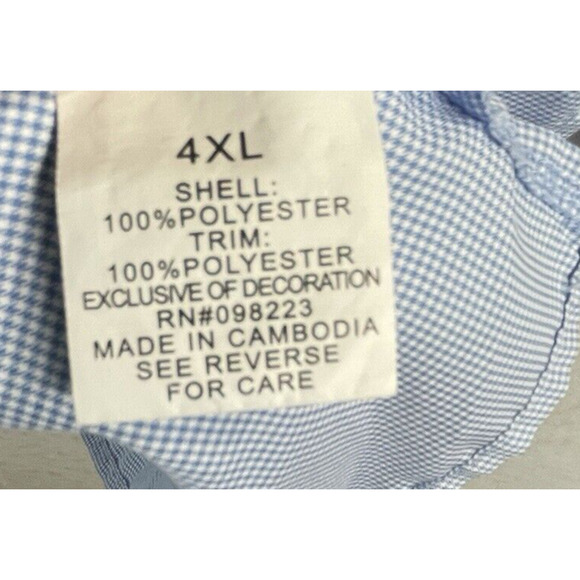 4XL
SHELL:
100%POLYESTER
TRIM:
100%POLYESTER
EXCLUSIVE OF DECORATION
RN#098223
MADE IN CAMBODIA
SEE REVERSE
FOR CARE